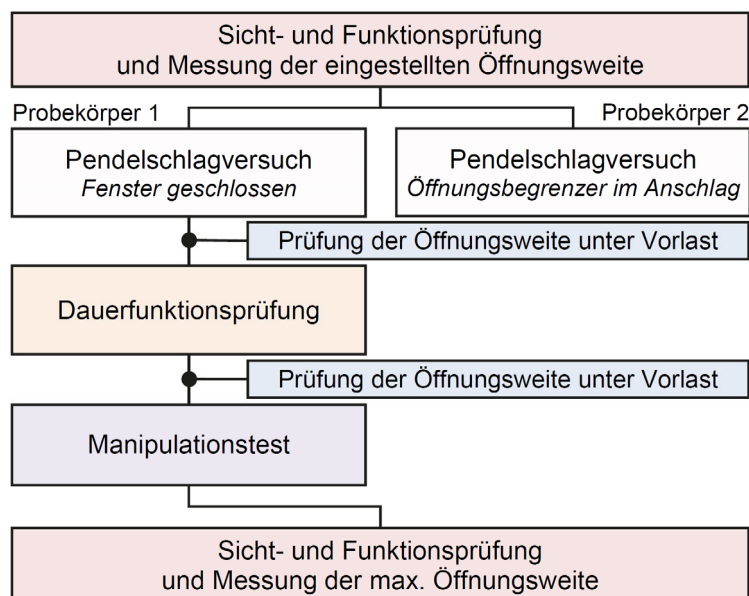 Sicht- und Funktionsprüfung
und Messung der eingestellten Öffnungsweite
Probekörper 1
Probekörper 2
Pendelschlagversuch
Fenster geschlossen
Pendelschlagversuch
Öffnungsbegrenzer im Anschlag
Prüfung der Öffnungsweite unter Vorlast
Dauerfunktionsprüfung
Prüfung der Öffnungsweite unter Vorlast
Manipulationstest
Sicht- und Funktionsprüfung
und Messung der max. Öffnungsweite